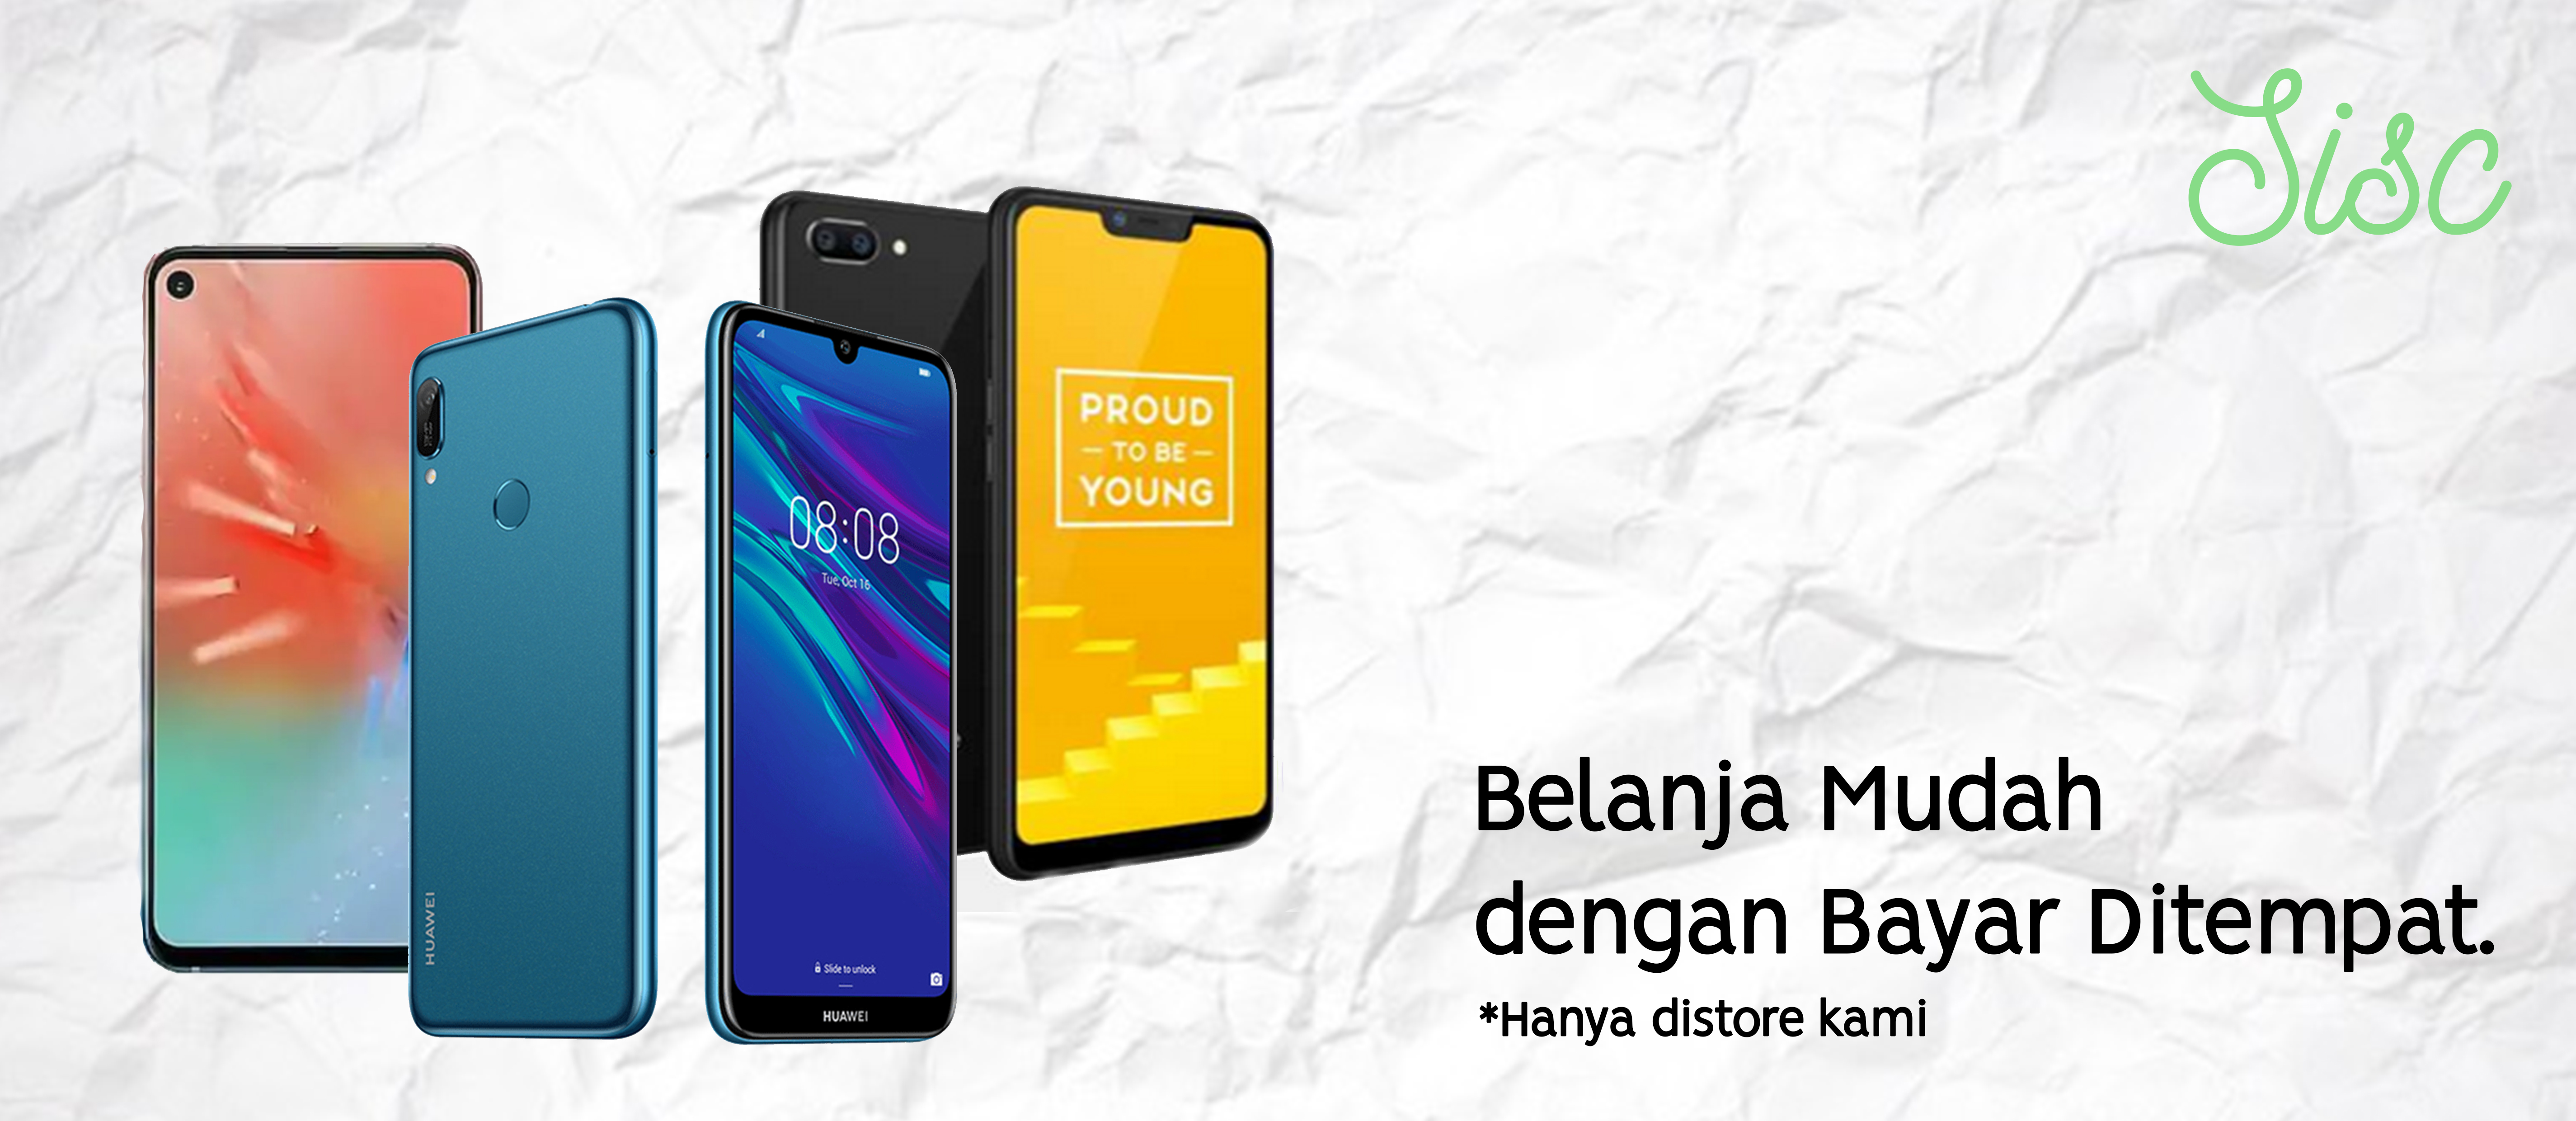 Sisc
PROUD
— TO BE —
YOUNG
08:08
Tue, Oct 16
Slide to unlock
HUAWEI
HUAWEI
Belanja Mudah
dengan Bayar Ditempat.
*Hanya distore kami